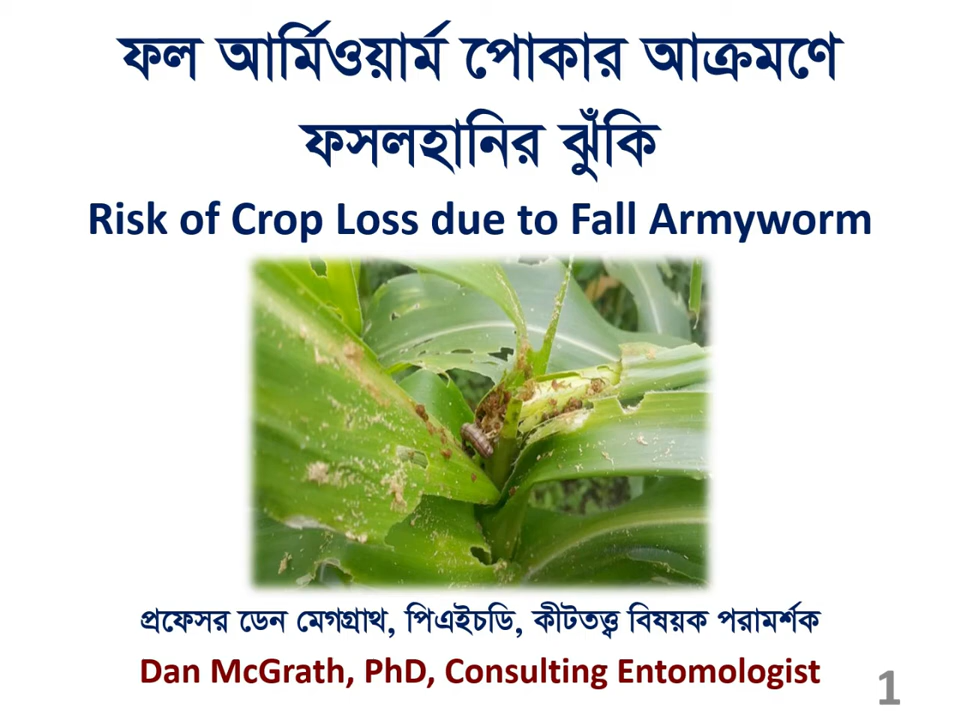 ফল আর্মিওয়ার্ম পোকার আক্রমণে
ফসলহানির ঝুঁকি
Risk of Crop Loss due to Fall Armyworm
প্রফেসর ডেন মেগগ্রাথ, পিএইচডি, কীটতত্ত্ব বিষয়ক পরামর্শক
Dan McGrath, PhD, Consulting Entomologist
1